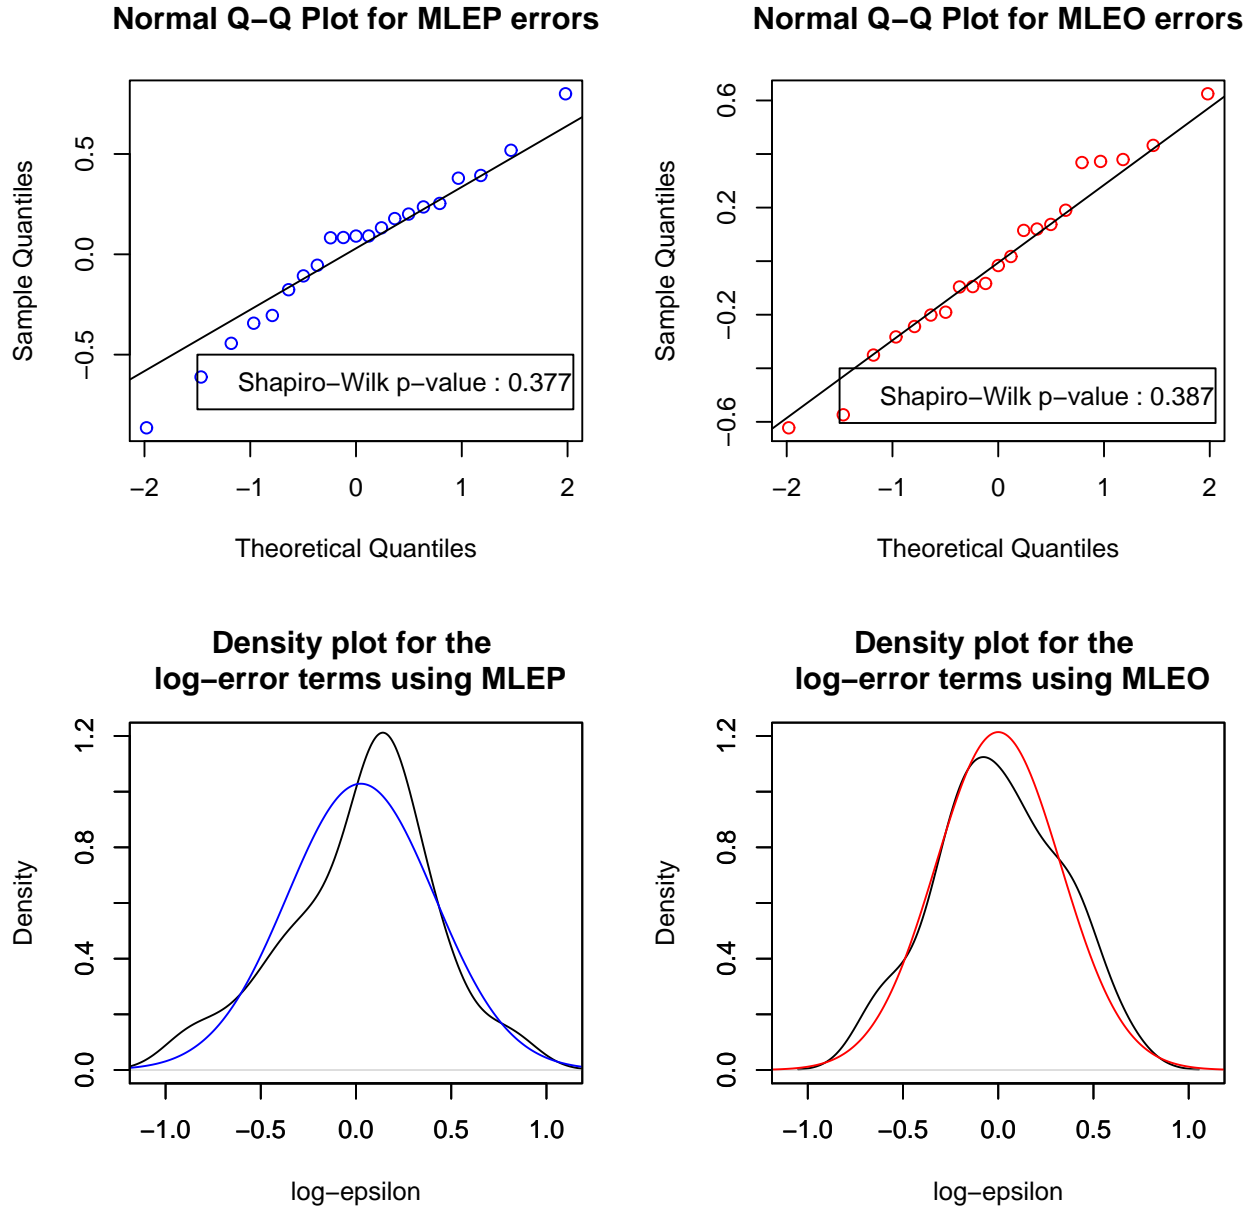 Normal Q−Q Plot for MLEP errors
Sample Quantiles
0.5
0.0
−0.5
Shapiro−Wilk p−value : 0.377
−2
−1
0
1
2
Theoretical Quantiles
Normal Q−Q Plot for MLEO errors
Sample Quantiles
0.6
0.2
−0.2
−0.6
Shapiro−Wilk p−value : 0.387
−2
−1
0
1
2
Theoretical Quantiles
Density plot for the
log−error terms using MLEP
Density
1.2
0.8
0.4
0.0
−1.0
−0.5
0.0
0.5
1.0
log−epsilon
Density plot for the
log−error terms using MLEO
Density
1.2
0.8
0.4
0.0
−1.0
−0.5
0.0
0.5
1.0
log−epsilon